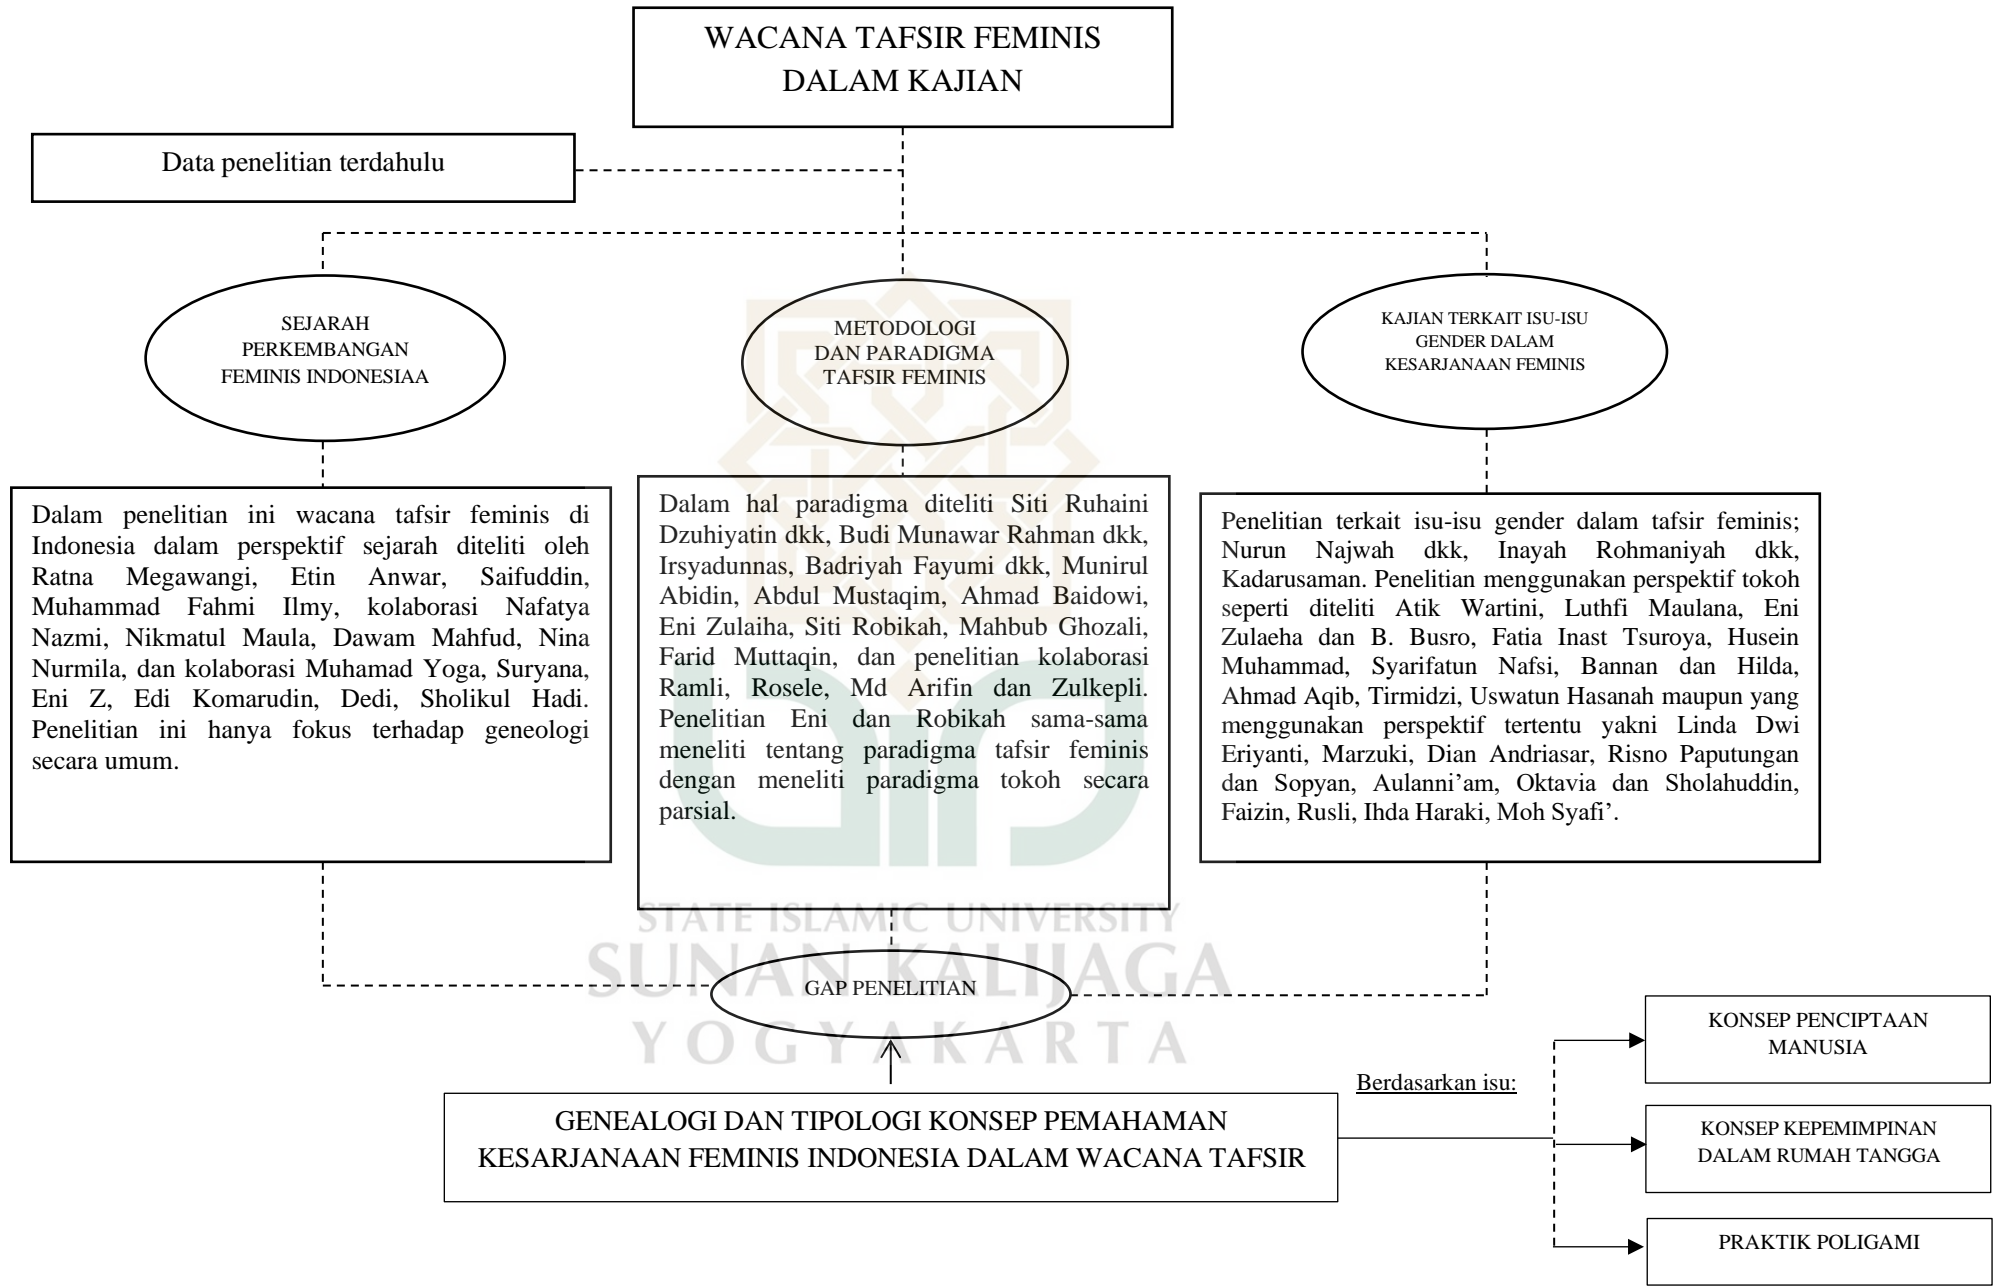 WACANA TAFSIR FEMINIS
DALAM KAJIAN
Data penelitian terdahulu
SEJARAH
PERKEMBANGAN
FEMINIS INDONESIAA
METODOLOGI
DAN PARADIGMA
TAFSIR FEMINIS
KAJIAN TERKAIT ISU-ISU
GENDER DALAM
KESARJANAAN FEMINIS
Dalam penelitian ini wacana tafsir feminis di
Indonesia dalam perspektif sejarah diteliti oleh
Ratna Megawangi, Etin Anwar, Saifuddin,
Muhammad Fahmi Ilmy, kolaborasi Nafatya
Nazmi, Nikmatul Maula, Dawam Mahfud, Nina
Nurmila, dan kolaborasi Muhamad Yoga, Suryana,
Eni Z, Edi Komarudin, Dedi, Sholikul Hadi.
Penelitian ini hanya fokus terhadap geneologi
secara umum.
Dalam hal paradigma diteliti Siti Ruhaini
Dzuhiyatin dkk, Budi Munawar Rahman dkk,
Irsyadunnas, Badriyah Fayumi dkk, Munirul
Abidin, Abdul Mustaqim, Ahmad Baidowi,
Eni Zulaiha, Siti Robikah, Mahbub Ghozali,
Farid Muttaqin, dan penelitian kolaborasi
Ramli, Rosele, Md Arifin dan Zulkepli.
Penelitian Eni dan Robikah sama-sama
meneliti tentang paradigma tafsir feminis
dengan meneliti paradigma tokoh secara
parsial.
Penelitian terkait isu-isu gender dalam tafsir feminis;
Nurun Najwah dkk, Inayah Rohmaniyah dkk,
Kadarusaman. Penelitian menggunakan perspektif tokoh
seperti diteliti Atik Wartini, Luthfi Maulana, Eni
Zulaeha dan B. Busro, Fatia Inast Tsuroya, Husein
Muhammad, Syarifatun Nafsi, Bannan dan Hilda,
Ahmad Aqib, Tirmidzi, Uswatun Hasanah maupun yang
menggunakan perspektif tertentu yakni Linda Dwi
Eriyanti, Marzuki, Dian Andriasar, Risno Paputungan
dan Sopyan, Aulanni’am, Oktavia dan Sholahuddin,
Faizin, Rusli, Ihda Haraki, Moh Syafi’.
STATE ISLAMIC UNIVERSITY
SUNAN KALIJAGA
YOGYAKARTA
GAP PENELITIAN
GENEALOGI DAN TIPOLOGI KONSEP PEMAHAMAN
KESARJANAAN FEMINIS INDONESIA DALAM WACANA TAFSIR
Berdasarkan isu:
KONSEP PENCIPTAAN
MANUSIA
KONSEP KEPEMIMPINAN
DALAM RUMAH TANGGA
PRAKTIK POLIGAMI